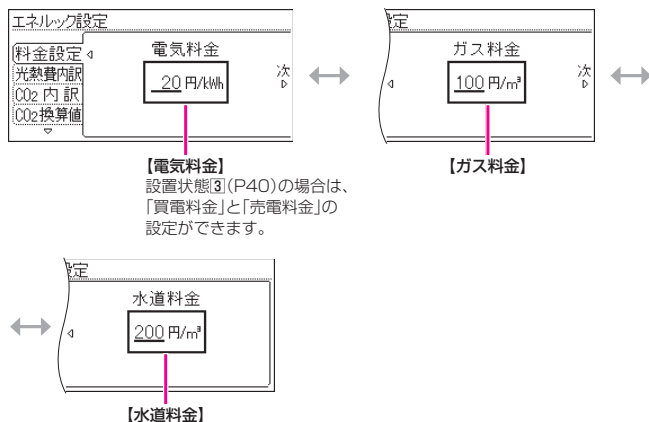 エネルック設定
料金設定 ◁
光熱費内訳
CO2 内 訳
CO2換算値
▽
電気料金
20 円/kWh
次
▷
【電気料金】
設置状態3(P40)の場合は、
「買電料金」と「売電料金」の
設定ができます。
定
◁
ガス料金
100 円/m³
次
▷
【ガス料金】
定
◁
水道料金
200 円/m³
【水道料金】